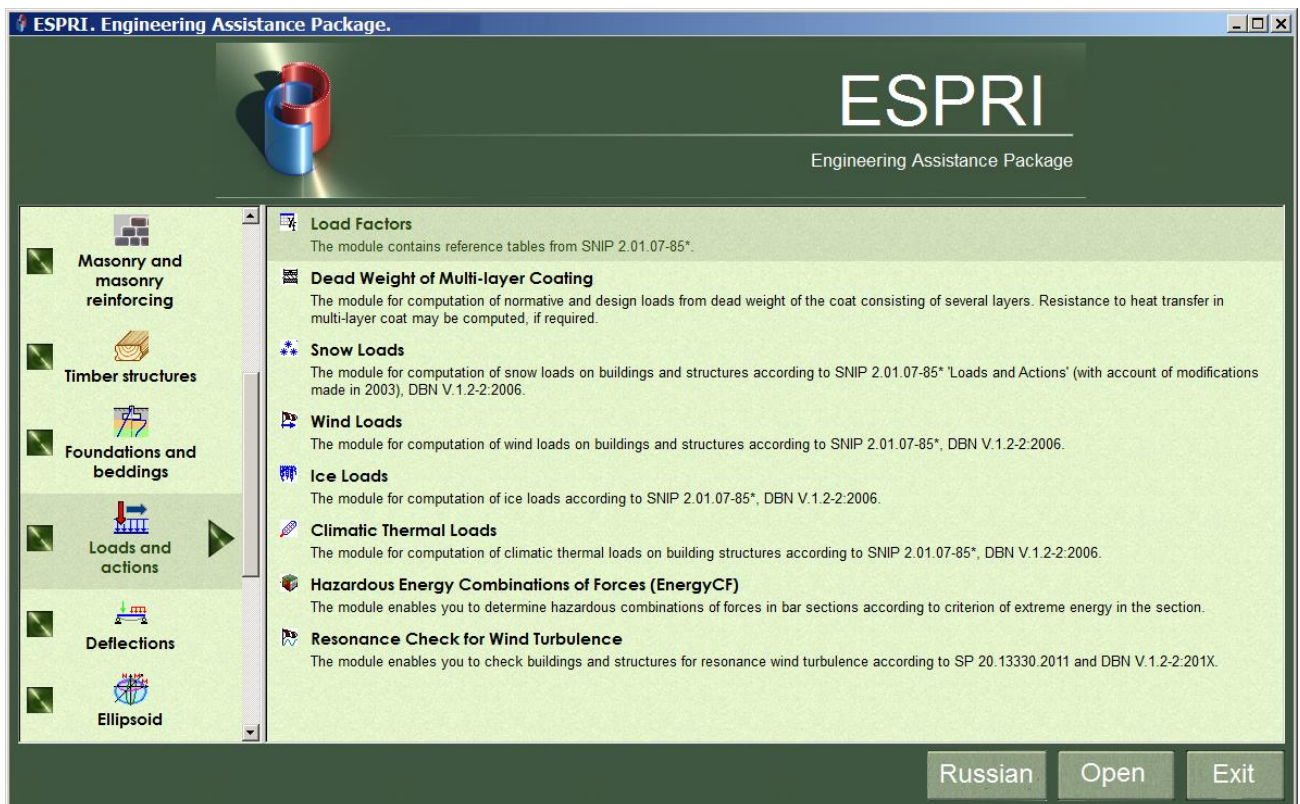 ESPRI. Engineering Assistance Package.
ESPRI
Engineering Assistance Package
Masonry and
masonry
reinforcing
Timber structures
Foundations and
beddings
Loads and
actions
Deflections
Ellipsoid
Load Factors
The module contains reference tables from SNIP 2.01.07-85*.
Dead Weight of Multi-layer Coating
The module for computation of normative and design loads from dead weight of the coat consisting of several layers. Resistance to heat transfer in
multi-layer coat may be computed, if required.
Snow Loads
The module for computation of snow loads on buildings and structures according to SNIP 2.01.07-85* 'Loads and Actions' (with account of modifications
made in 2003), DBN V.1.2-2:2006.
Wind Loads
The module for computation of wind loads on buildings and structures according to SNIP 2.01.07-85*, DBN V.1.2-2:2006.
Ice Loads
The module for computation of ice loads according to SNIP 2.01.07-85*, DBN V.1.2-2:2006.
Climatic Thermal Loads
The module for computation of climatic thermal loads on building structures according to SNIP 2.01.07-85*, DBN V.1.2-2:2006.
Hazardous Energy Combinations of Forces (EnergyCF)
The module enables you to determine hazardous combinations of forces in bar sections according to criterion of extreme energy in the section.
Resonance Check for Wind Turbulence
The module enables you to check buildings and structures for resonance wind turbulence according to SP 20.13330.2011 and DBN V.1.2-2:201X.
Russian
Open
Exit